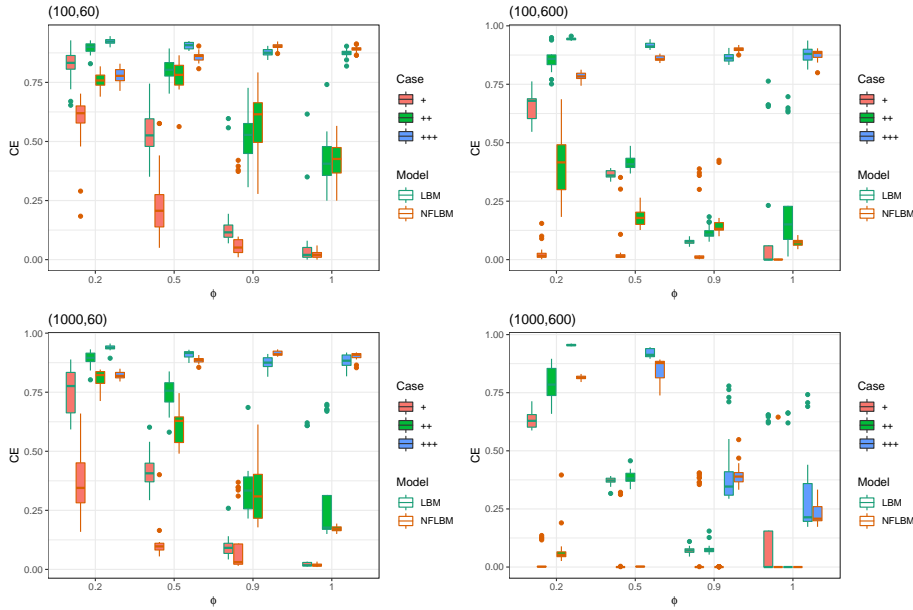 (100,60)
CE
0.75
0.50
0.25
0.00
0.2
0.5
0.9
1
ϕ
Case
+
++
+++
Model
LBM
NFLBM
(100,600)
CE
1.00
0.75
0.50
0.25
0.00
0.2
0.5
0.9
1
ϕ
Case
+
++
+++
Model
LBM
NFLBM
(1000,60)
CE
1.00
0.75
0.50
0.25
0.00
0.2
0.5
0.9
1
ϕ
Case
+
++
+++
Model
LBM
NFLBM
(1000,600)
CE
1.00
0.75
0.50
0.25
0.00
0.2
0.5
0.9
1
ϕ
Case
+
++
+++
Model
LBM
NFLBM